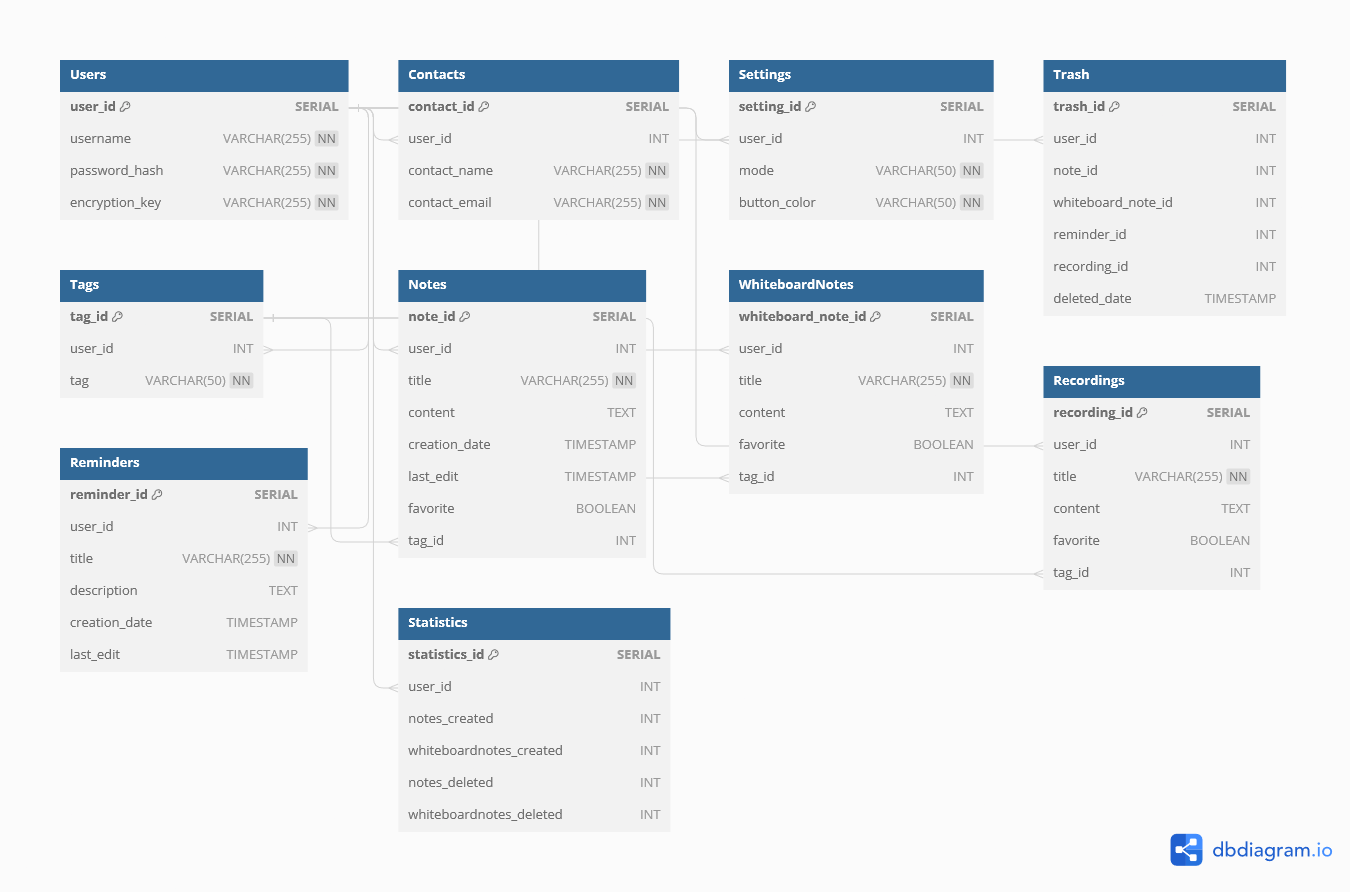 Users
user_id SERIAL
username VARCHAR(255) NN
password_hash VARCHAR(255) NN
encryption_key VARCHAR(255) NN
Contacts
contact_id SERIAL
user_id INT
contact_name VARCHAR(255) NN
contact_email VARCHAR(255) NN
Settings
setting_id SERIAL
user_id INT
mode VARCHAR(50) NN
button_color VARCHAR(50) NN
Trash
trash_id SERIAL
user_id INT
note_id INT
whiteboard_note_id INT
reminder_id INT
recording_id INT
deleted_date TIMESTAMP
Tags
tag_id SERIAL
user_id INT
tag VARCHAR(50) NN
Notes
note_id SERIAL
user_id INT
title VARCHAR(255) NN
content TEXT
creation_date TIMESTAMP
last_edit TIMESTAMP
favorite BOOLEAN
tag_id INT
WhiteboardNotes
whiteboard_note_id SERIAL
user_id INT
title VARCHAR(255) NN
content TEXT
favorite BOOLEAN
tag_id INT
Recordings
recording_id SERIAL
user_id INT
title VARCHAR(255) NN
content TEXT
favorite BOOLEAN
tag_id INT
Reminders
reminder_id SERIAL
user_id INT
title VARCHAR(255) NN
description TEXT
creation_date TIMESTAMP
last_edit TIMESTAMP
Statistics
statistics_id SERIAL
user_id INT
notes_created INT
whiteboardnotes_created INT
notes_deleted INT
whiteboardnotes_deleted INT
dbdiagram.io